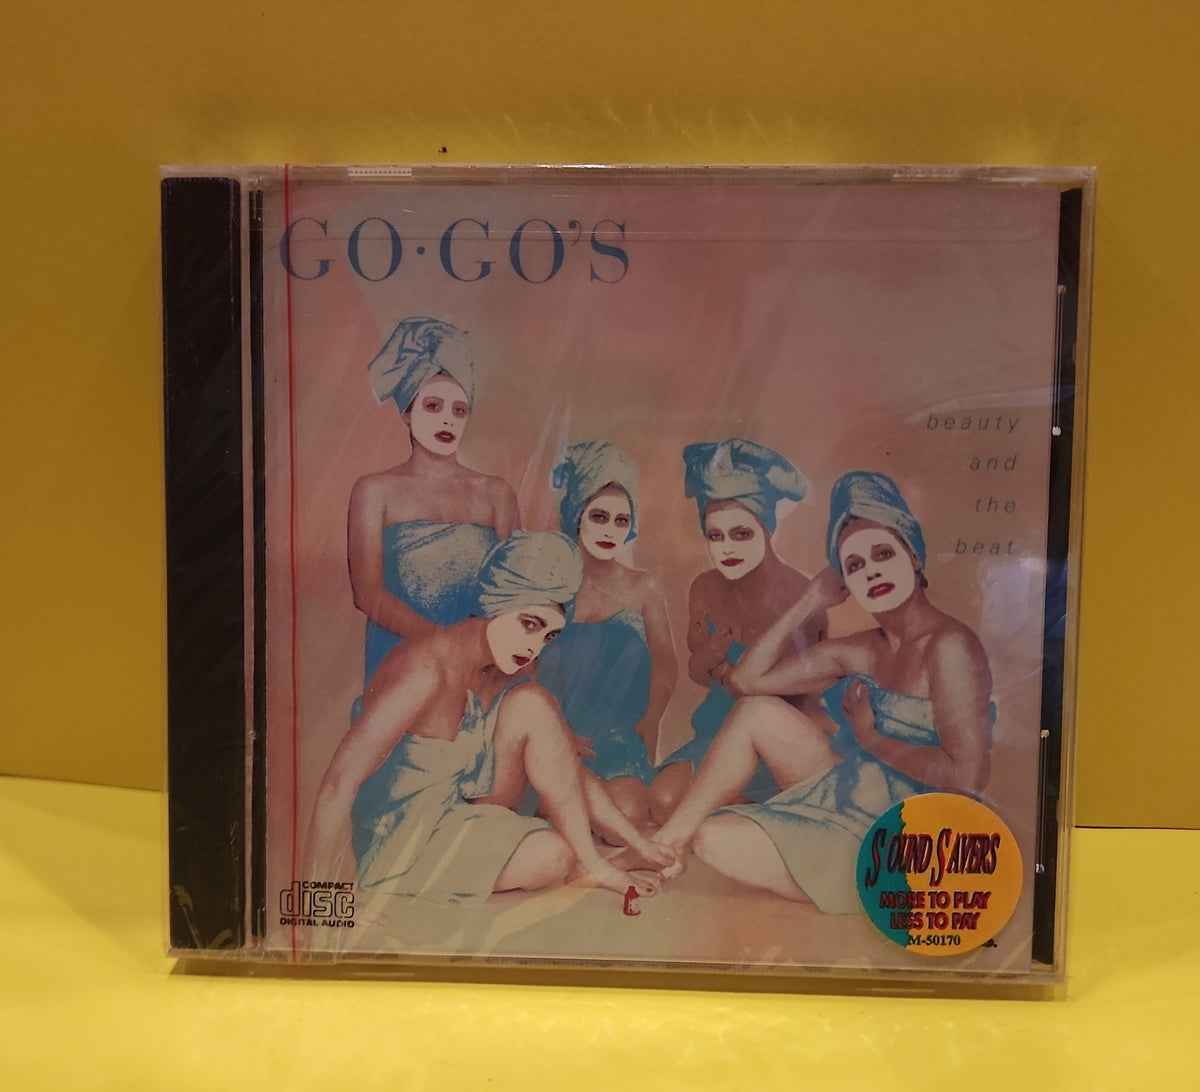 GO·GO'S
beauty
and
the
beat
COMPACT
disc
DIGITAL AUDIO
SOUND SAVERS
MORE TO PLAY
LESS TO PAY
M-50170